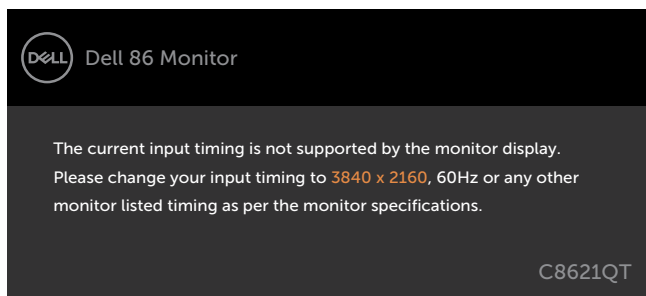 DELL
Dell 86 Monitor
The current input timing is not supported by the monitor display.
Please change your input timing to 3840 x 2160, 60Hz or any other
monitor listed timing as per the monitor specifications.
C8621QT